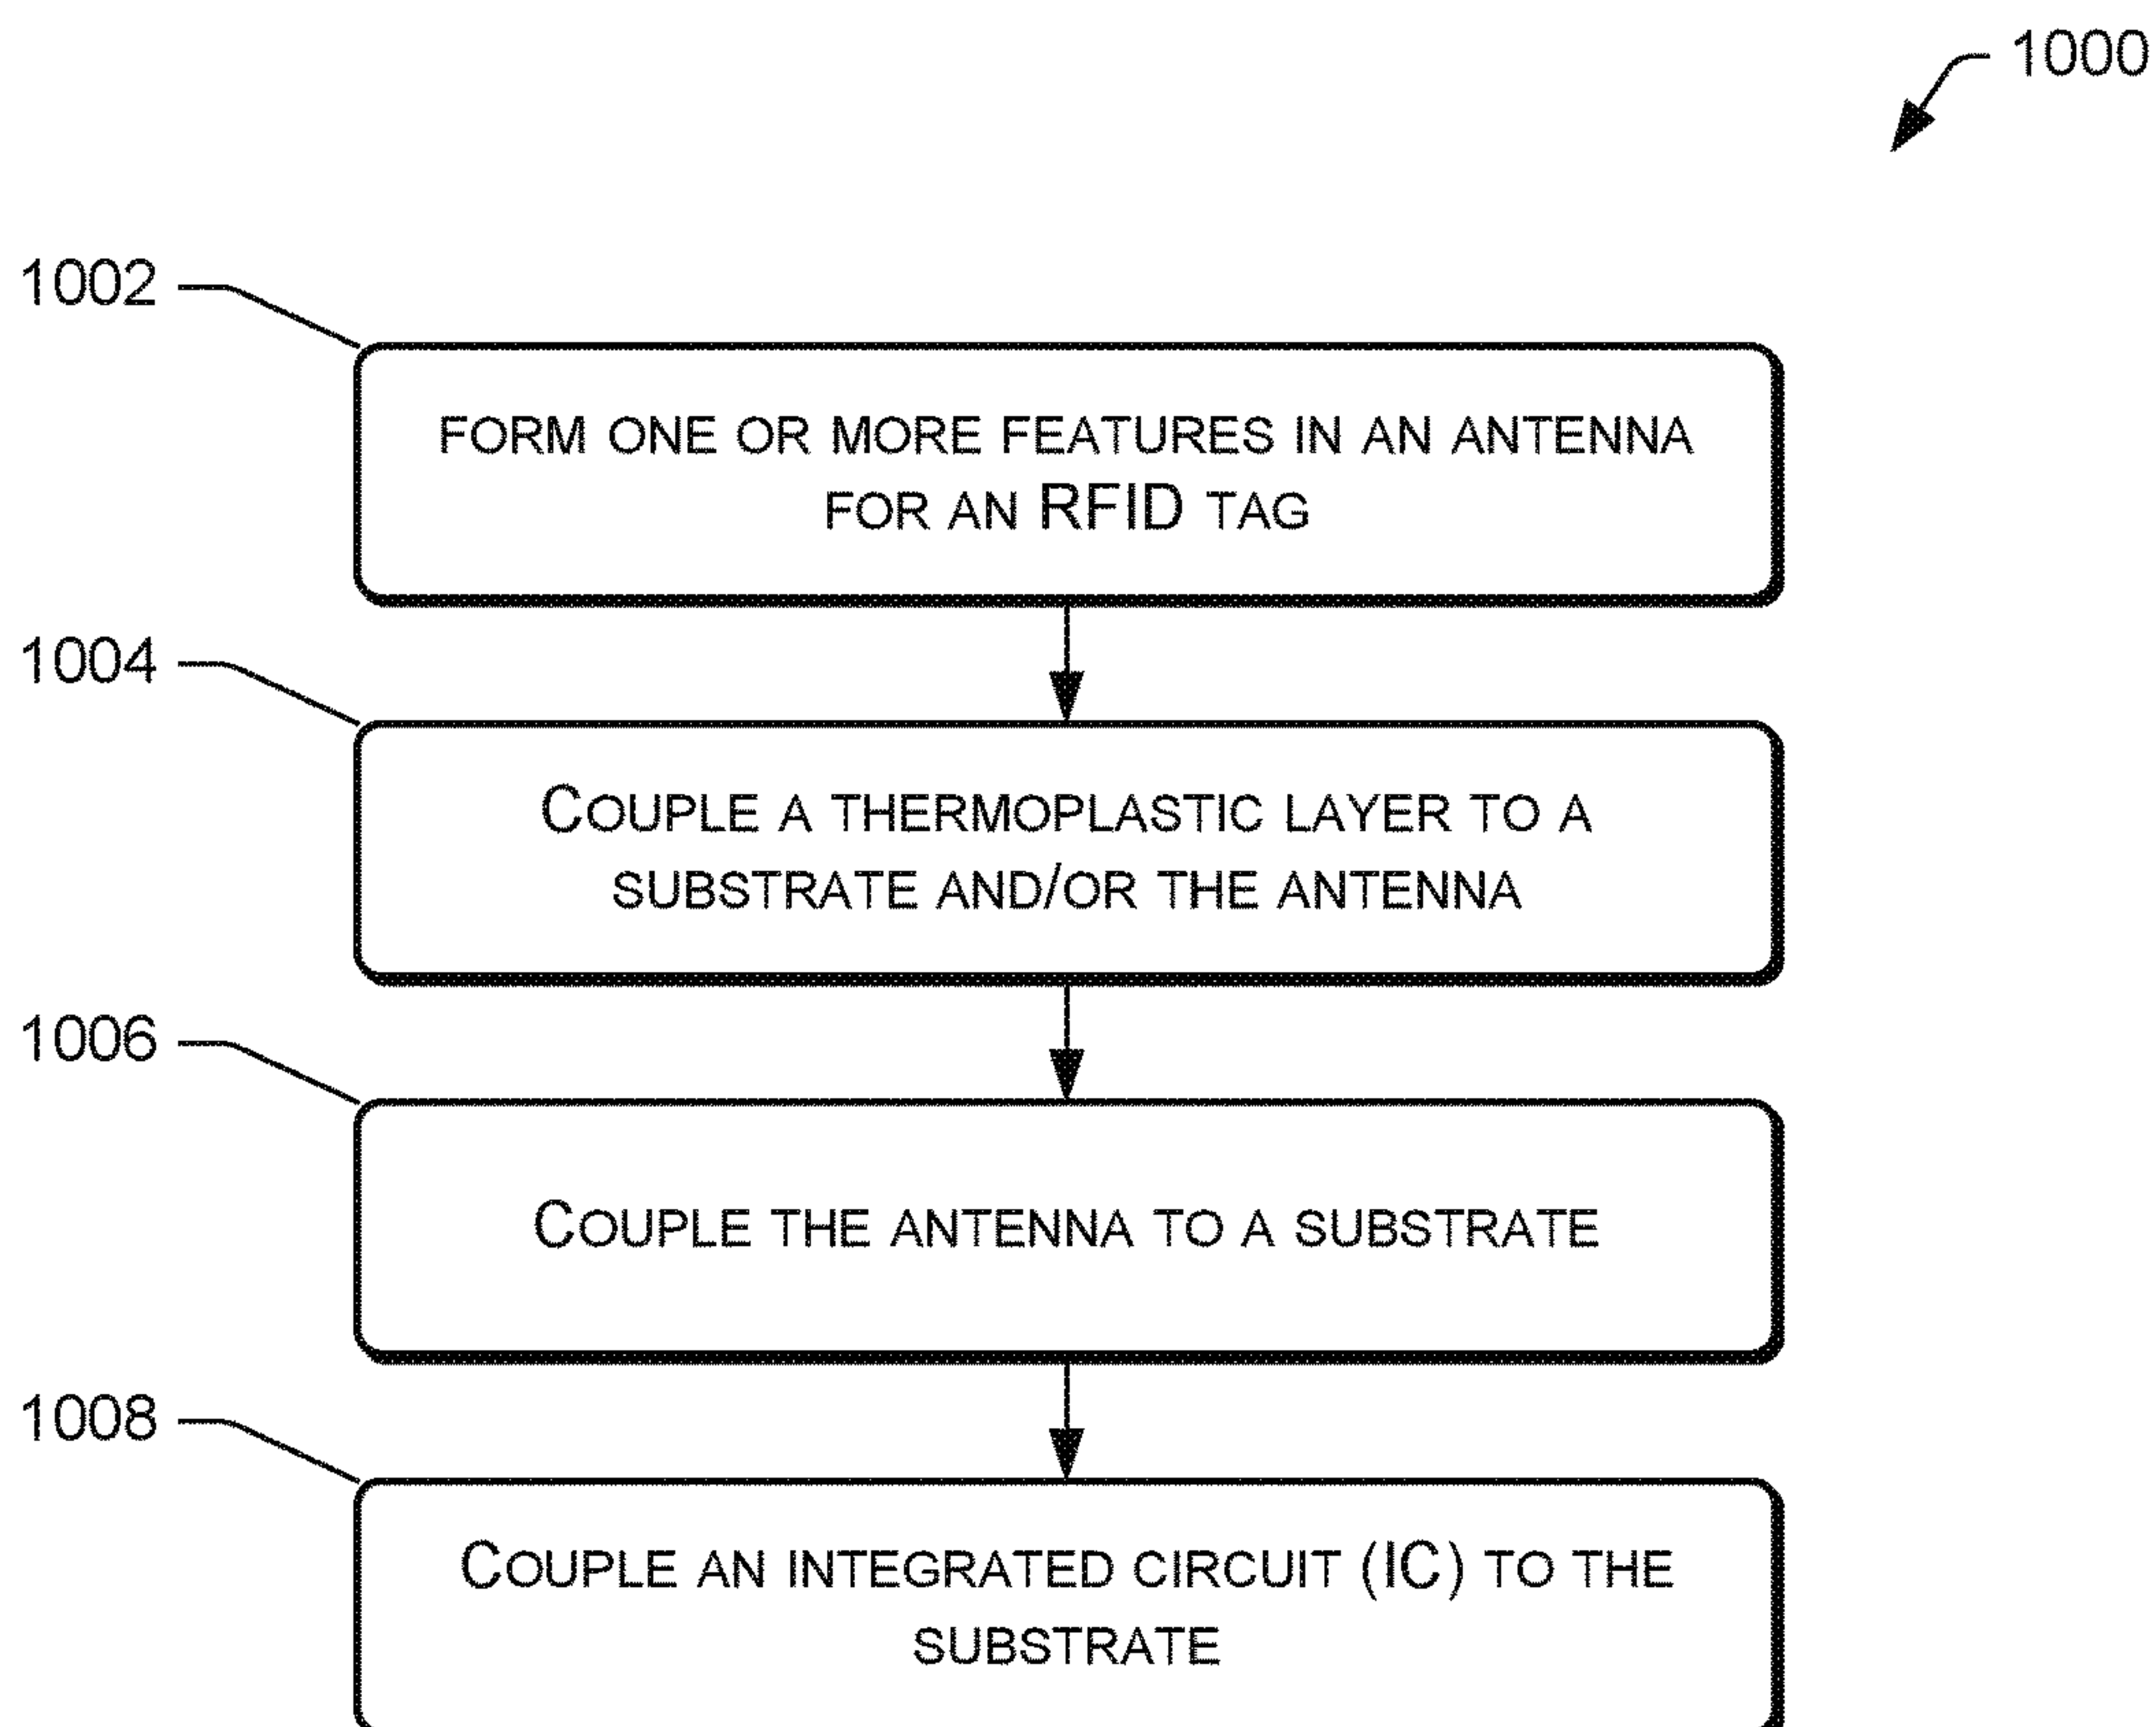 1000
1002
FORM ONE OR MORE FEATURES IN AN ANTENNA
FOR AN RFID TAG
1004
COUPLE A THERMOPLASTIC LAYER TO A
SUBSTRATE AND/OR THE ANTENNA
1006
COUPLE THE ANTENNA TO A SUBSTRATE
1008
COUPLE AN INTEGRATED CIRCUIT (IC) TO THE
SUBSTRATE